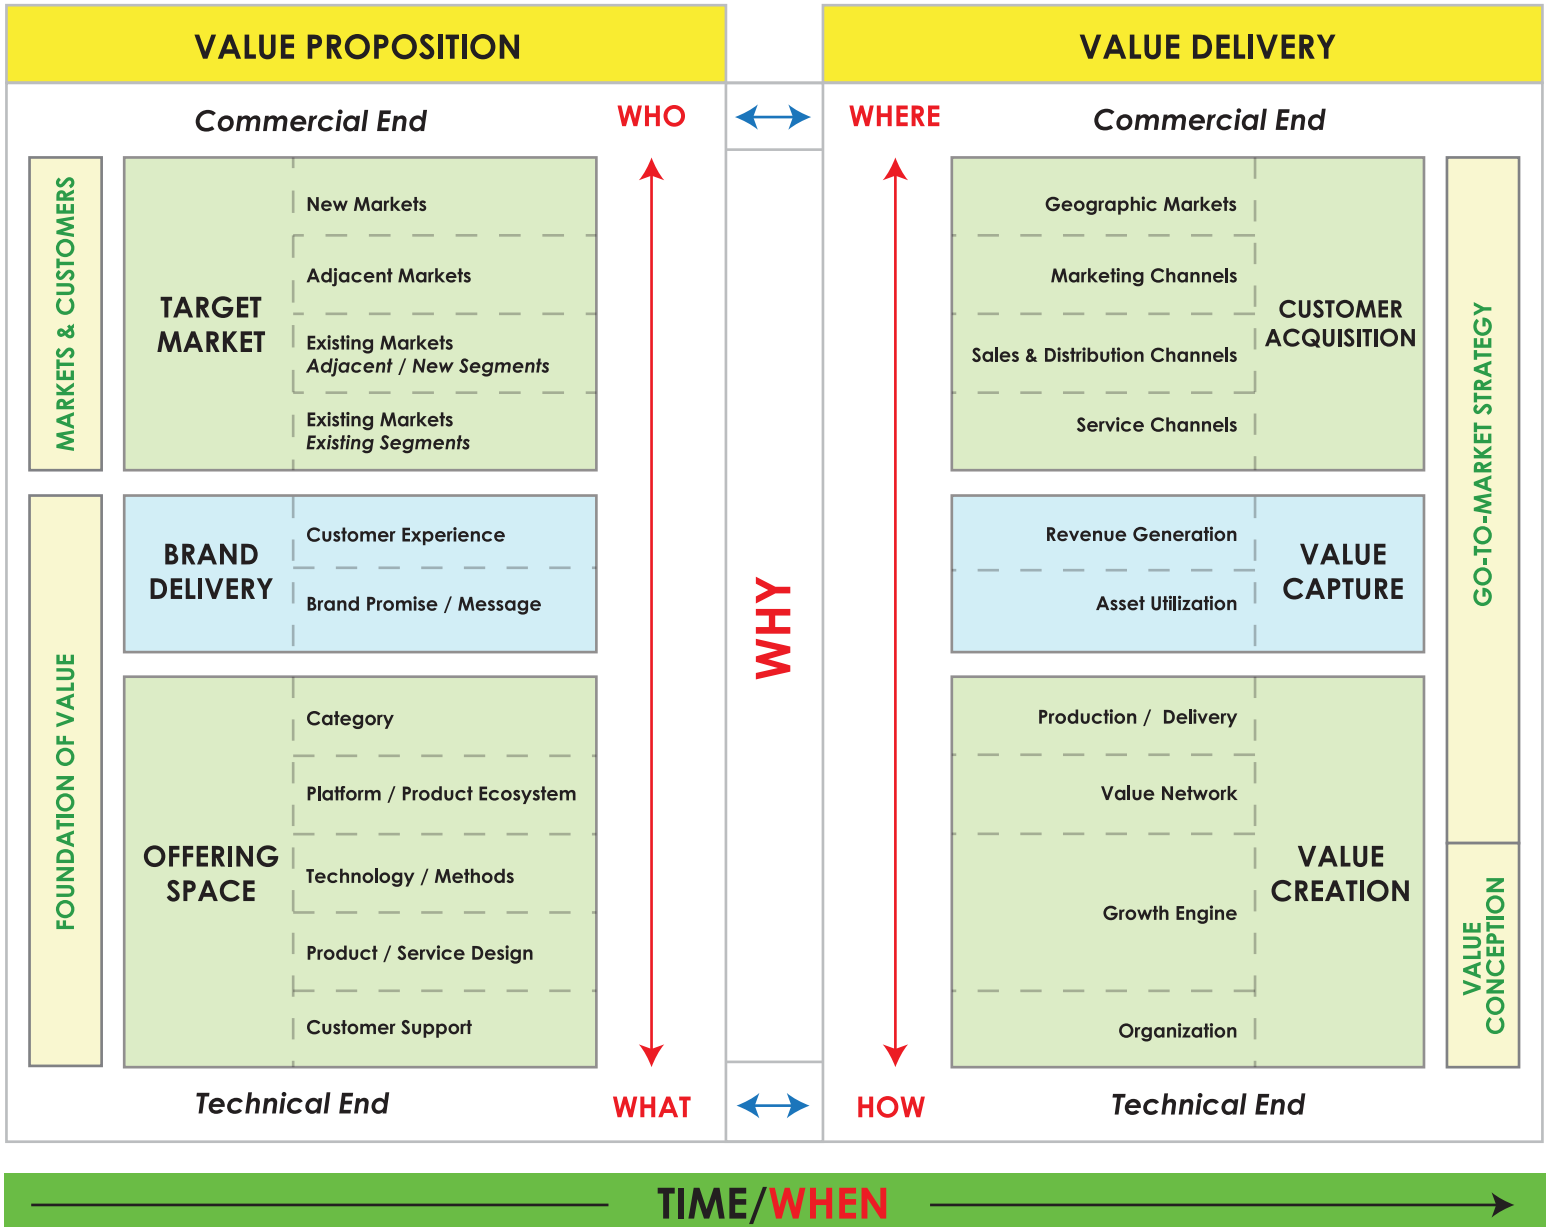 VALUE PROPOSITION
Commercial End
WHO
MARKETS & CUSTOMERS
TARGET
MARKET
New Markets
Adjacent Markets
Existing Markets
Adjacent / New Segments
Existing Markets
Existing Segments
FOUNDATION OF VALUE
BRAND
DELIVERY
Customer Experience
Brand Promise / Message
OFFERING
SPACE
Category
Platform / Product Ecosystem
Technology / Methods
Product / Service Design
Customer Support
Technical End
WHAT
WHY
VALUE DELIVERY
WHERE
Commercial End
Geographic Markets
Marketing Channels
Sales & Distribution Channels
Service Channels
CUSTOMER
ACQUISITION
Revenue Generation
Asset Utilization
VALUE
CAPTURE
Production / Delivery
Value Network
Growth Engine
Organization
VALUE
CREATION
GO-TO-MARKET STRATEGY
VALUE
CONCEPTION
HOW
Technical End
TIME/WHEN